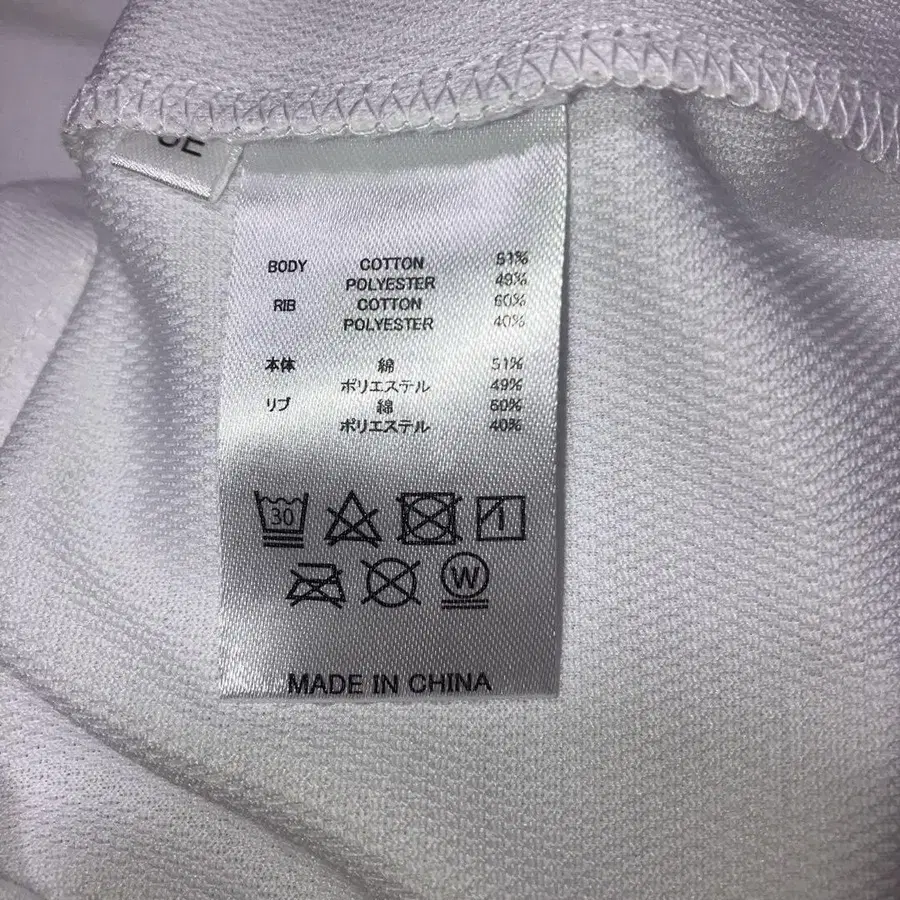 BODY COTTON 51%
POLYESTER 49%
RIB COTTON 60%
POLYESTER 40%
本体 綿 51%
ポリエステル 49%
リブ 綿 60%
ポリエステル 40%
30
W
MADE IN CHINA